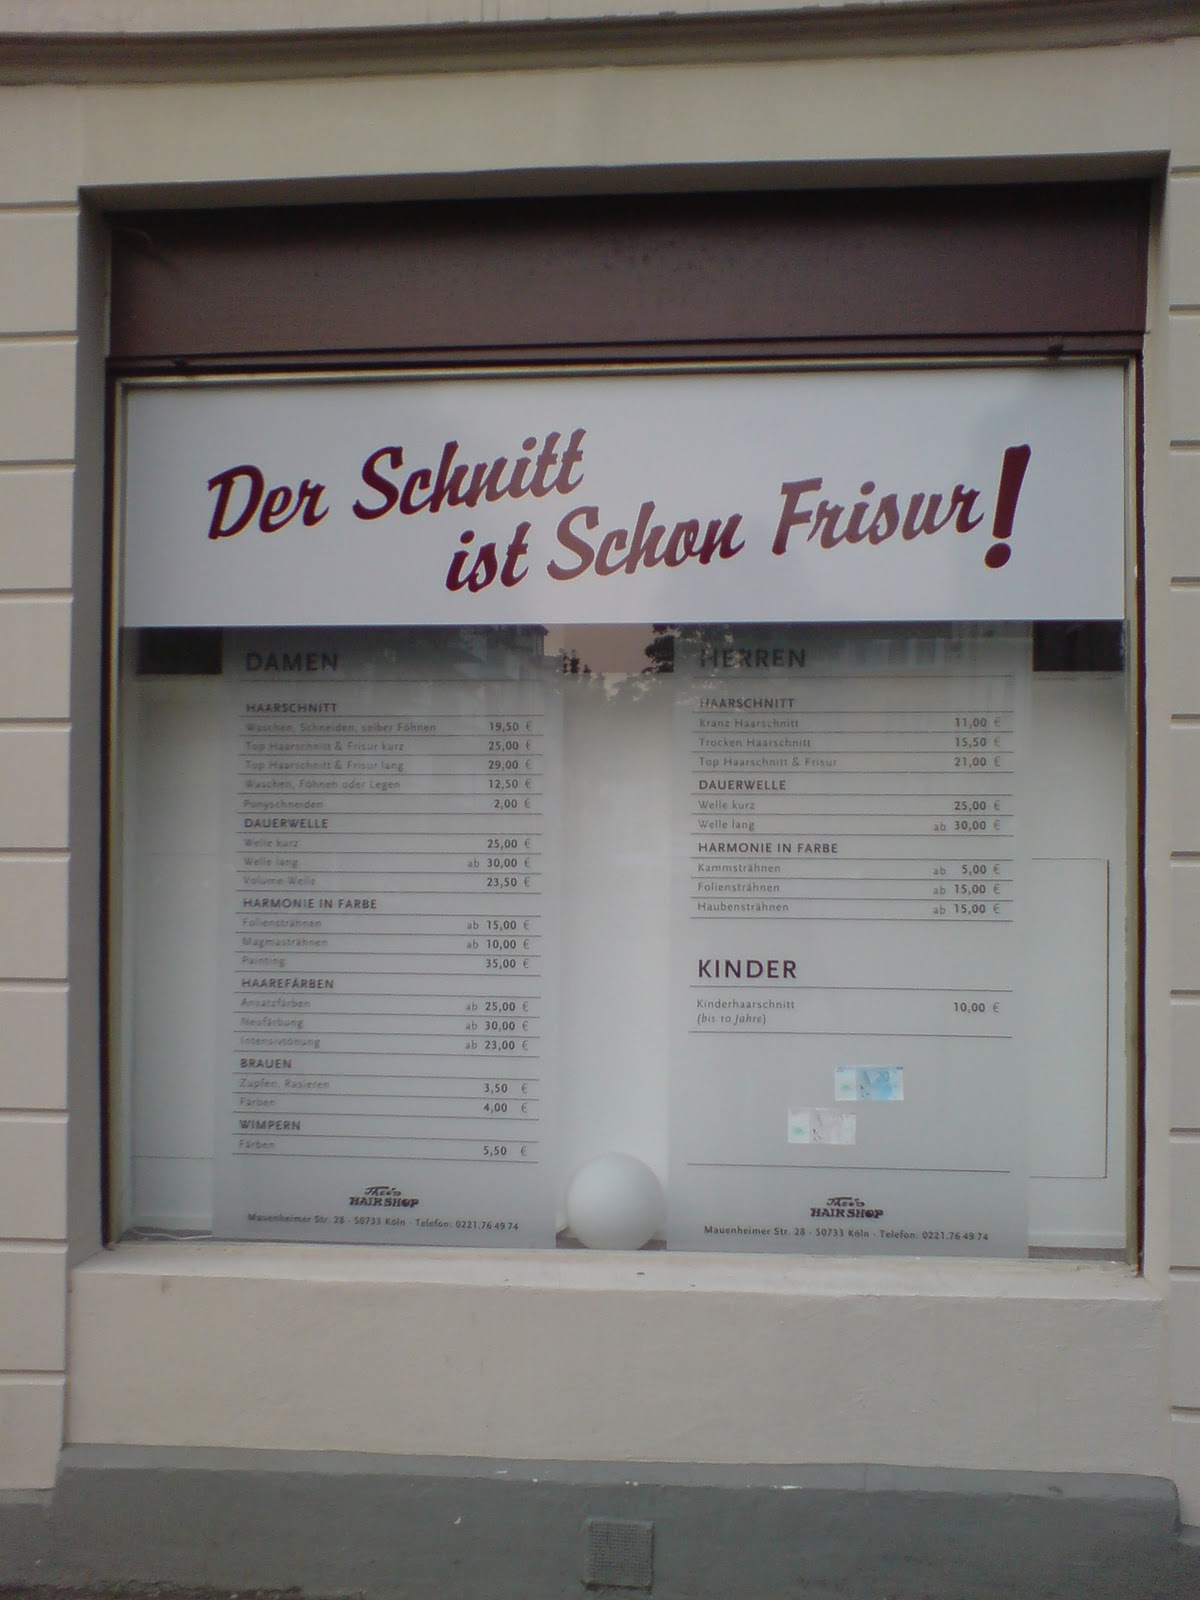 Der Schnitt
ist Schon Frisur!
DAMEN
HAARSCHNITT
Waschen, Schneiden, selber Föhnen 19,50 €
Top Haarschnitt & Frisur kurz 25,00 €
Top Haarschnitt & Frisur lang 29,00 €
Waschen, Föhnen oder Legen 12,50 €
Ponyschneiden 2,00 €
DAUERWELLE
Welle kurz 25,00 €
Welle lang ab 30,00 €
Volume Welle 23,50 €
HARMONIE IN FARBE
Foliensträhnen ab 15,00 €
Magmasträhnen ab 10,00 €
Painting 35,00 €
HAAREFÄRBEN
Ansatzfärben ab 25,00 €
Neufärbung ab 30,00 €
Intensivtönung ab 23,00 €
BRAUEN
Zupfen, Rasieren 3,50 €
Färben 4,00 €
WIMPERN
Färben 5,50 €
Theo's
HAIR SHOP
Mauenheimer Str. 28 · 50733 Köln · Telefon: 0221.76 49 74
HERREN
HAARSCHNITT
Kranz Haarschnitt 11,00 €
Trocken Haarschnitt 15,50 €
Top Haarschnitt & Frisur 21,00 €
DAUERWELLE
Welle kurz 25,00 €
Welle lang ab 30,00 €
HARMONIE IN FARBE
Kammsträhnen ab 5,00 €
Foliensträhnen ab 15,00 €
Haubensträhnen ab 15,00 €
KINDER
Kinderhaarschnitt 10,00 €
(bis 10 Jahre)
20
Theo's
HAIR SHOP
Mauenheimer Str. 28 · 50733 Köln · Telefon: 0221.76 49 74